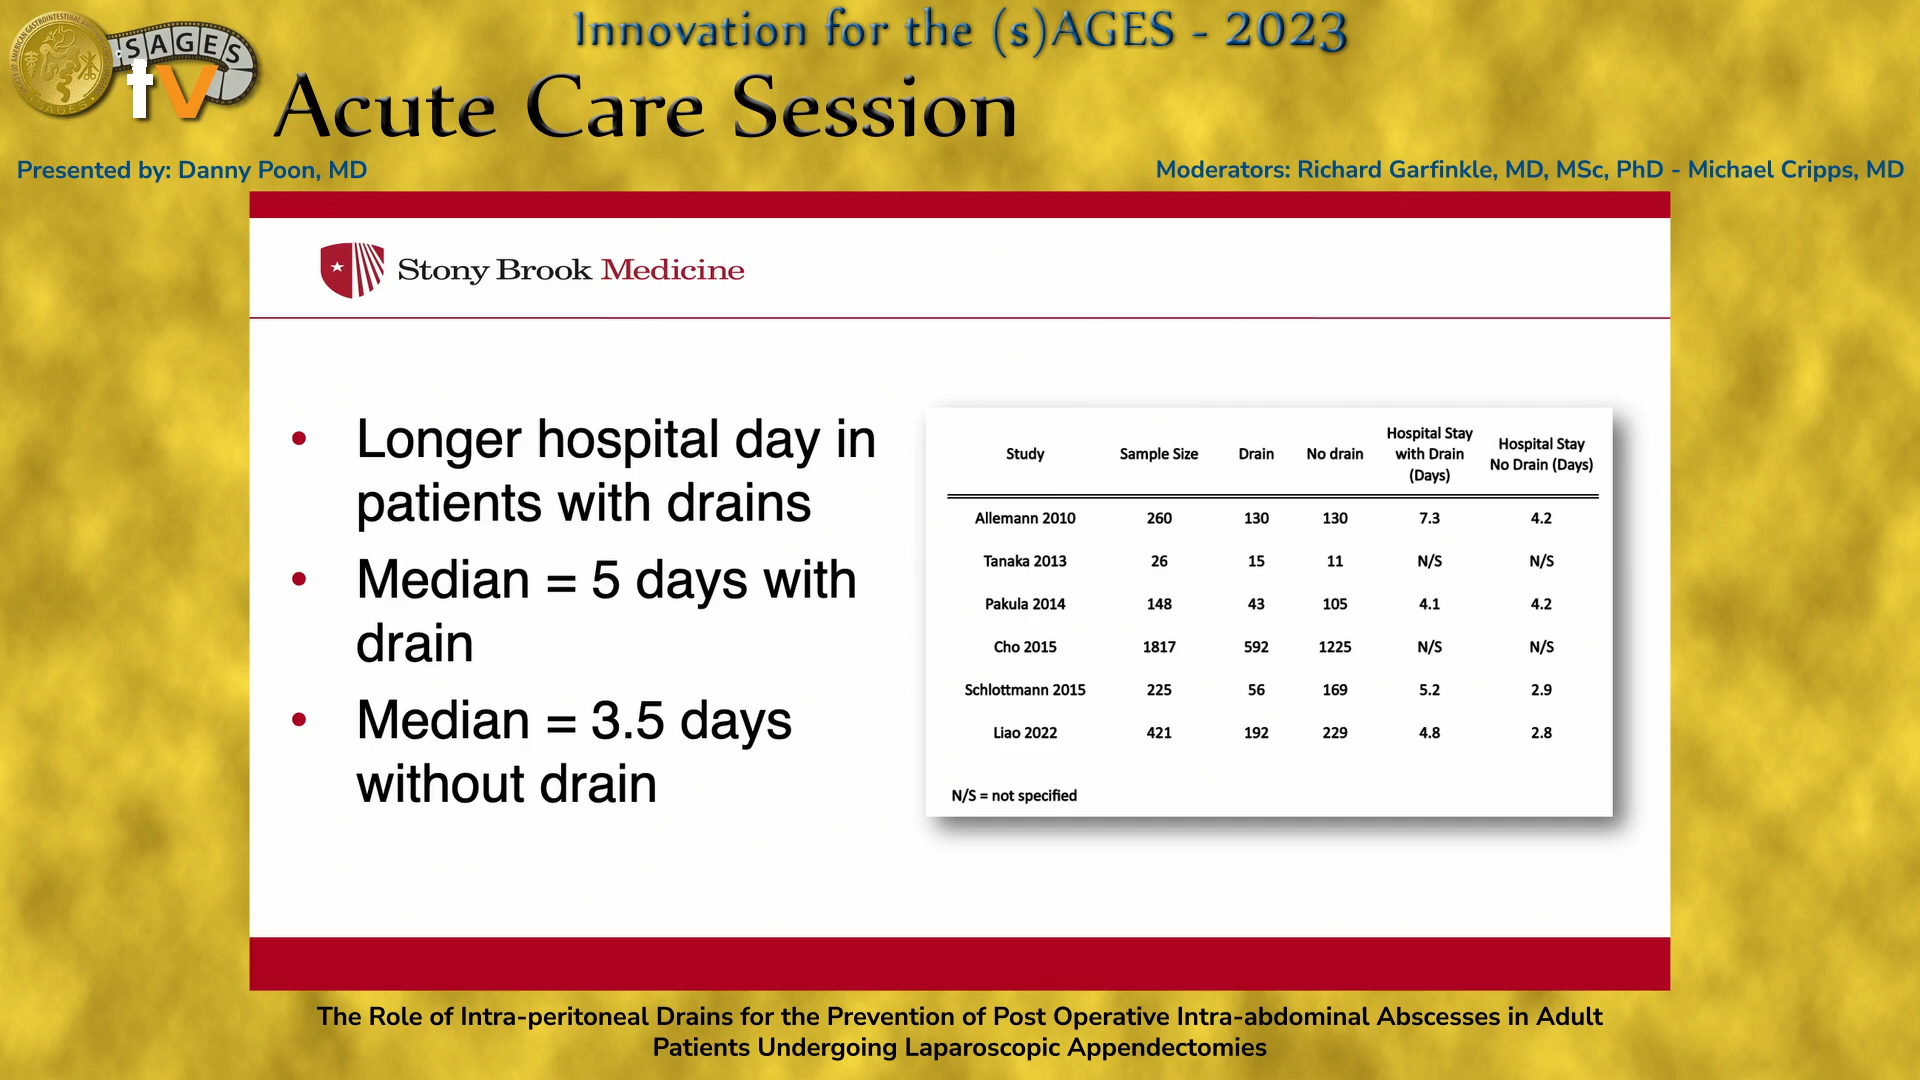 Innovation for the (s)AGES - 2023
SAGES
tv
Acute Care Session
Presented by: Danny Poon, MD
Moderators: Richard Garfinkle, MD, MSc, PhD - Michael Cripps, MD
Stony Brook Medicine
• Longer hospital day in
patients with drains
• Median = 5 days with
drain
• Median = 3.5 days
without drain
Study Sample Size Drain No drain Hospital Stay with Drain (Days) Hospital Stay No Drain (Days)
Allemann 2010 260 130 130 7.3 4.2
Tanaka 2013 26 15 11 N/S N/S
Pakula 2014 148 43 105 4.1 4.2
Cho 2015 1817 592 1225 N/S N/S
Schlottmann 2015 225 56 169 5.2 2.9
Liao 2022 421 192 229 4.8 2.8
N/S = not specified
The Role of Intra-peritoneal Drains for the Prevention of Post Operative Intra-abdominal Abscesses in Adult
Patients Undergoing Laparoscopic Appendectomies